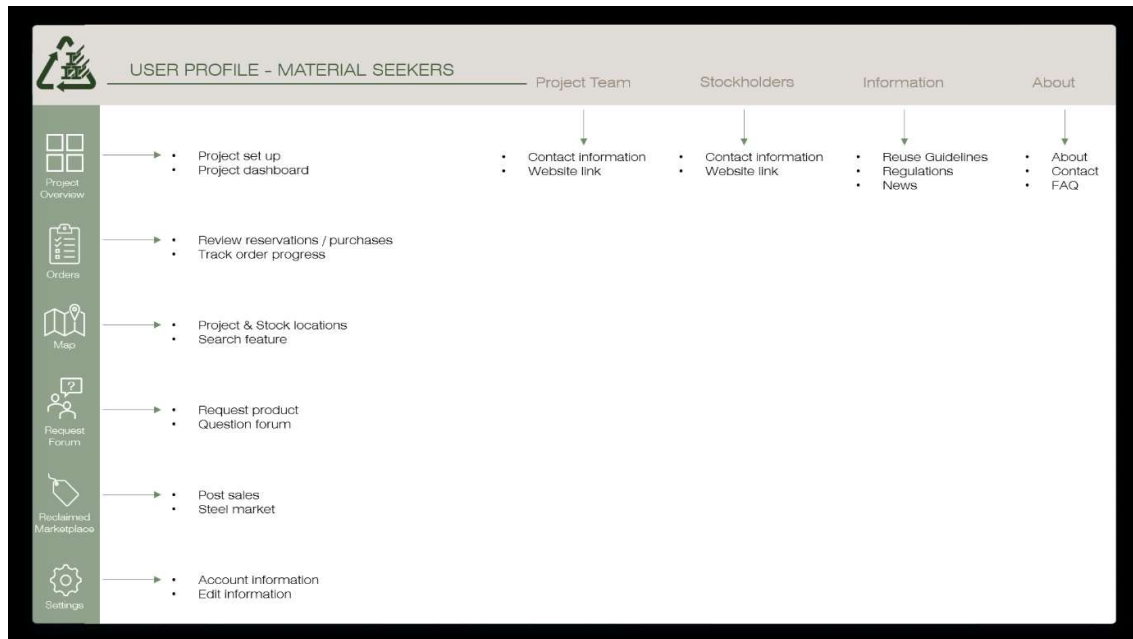 USER PROFILE - MATERIAL SEEKERS
Project Team
Stockholders
Information
About
Project Overview
• Project set up
• Project dashboard
• Contact information
• Website link
• Contact information
• Website link
• Reuse Guidelines
• Regulations
• News
• About
• Contact
• FAQ
Orders
• Review reservations / purchases
• Track order progress
Map
• Project & Stock locations
• Search feature
?
Request
Forum
• Request product
• Question forum
Reclaimed
Marketplace
• Post sales
• Steel market
Settings
• Account information
• Edit information